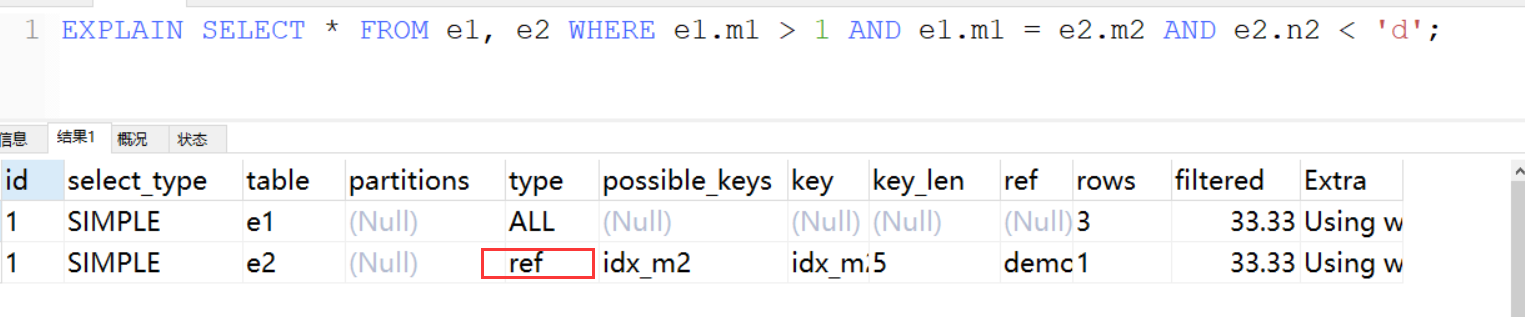 1 EXPLAIN SELECT * FROM e1, e2 WHERE e1.m1 > 1 AND e1.m1 = e2.m2 AND e2.n2 < 'd';
信息 结果1 概况 状态
id select_type table partitions type possible_keys key key_len ref rows filtered Extra
1 SIMPLE e1 (Null) ALL (Null) (Null) (Null) (Null) 3 33.33 Using w
1 SIMPLE e2 (Null) ref idx_m2 idx_m 5 demo 1 33.33 Using w